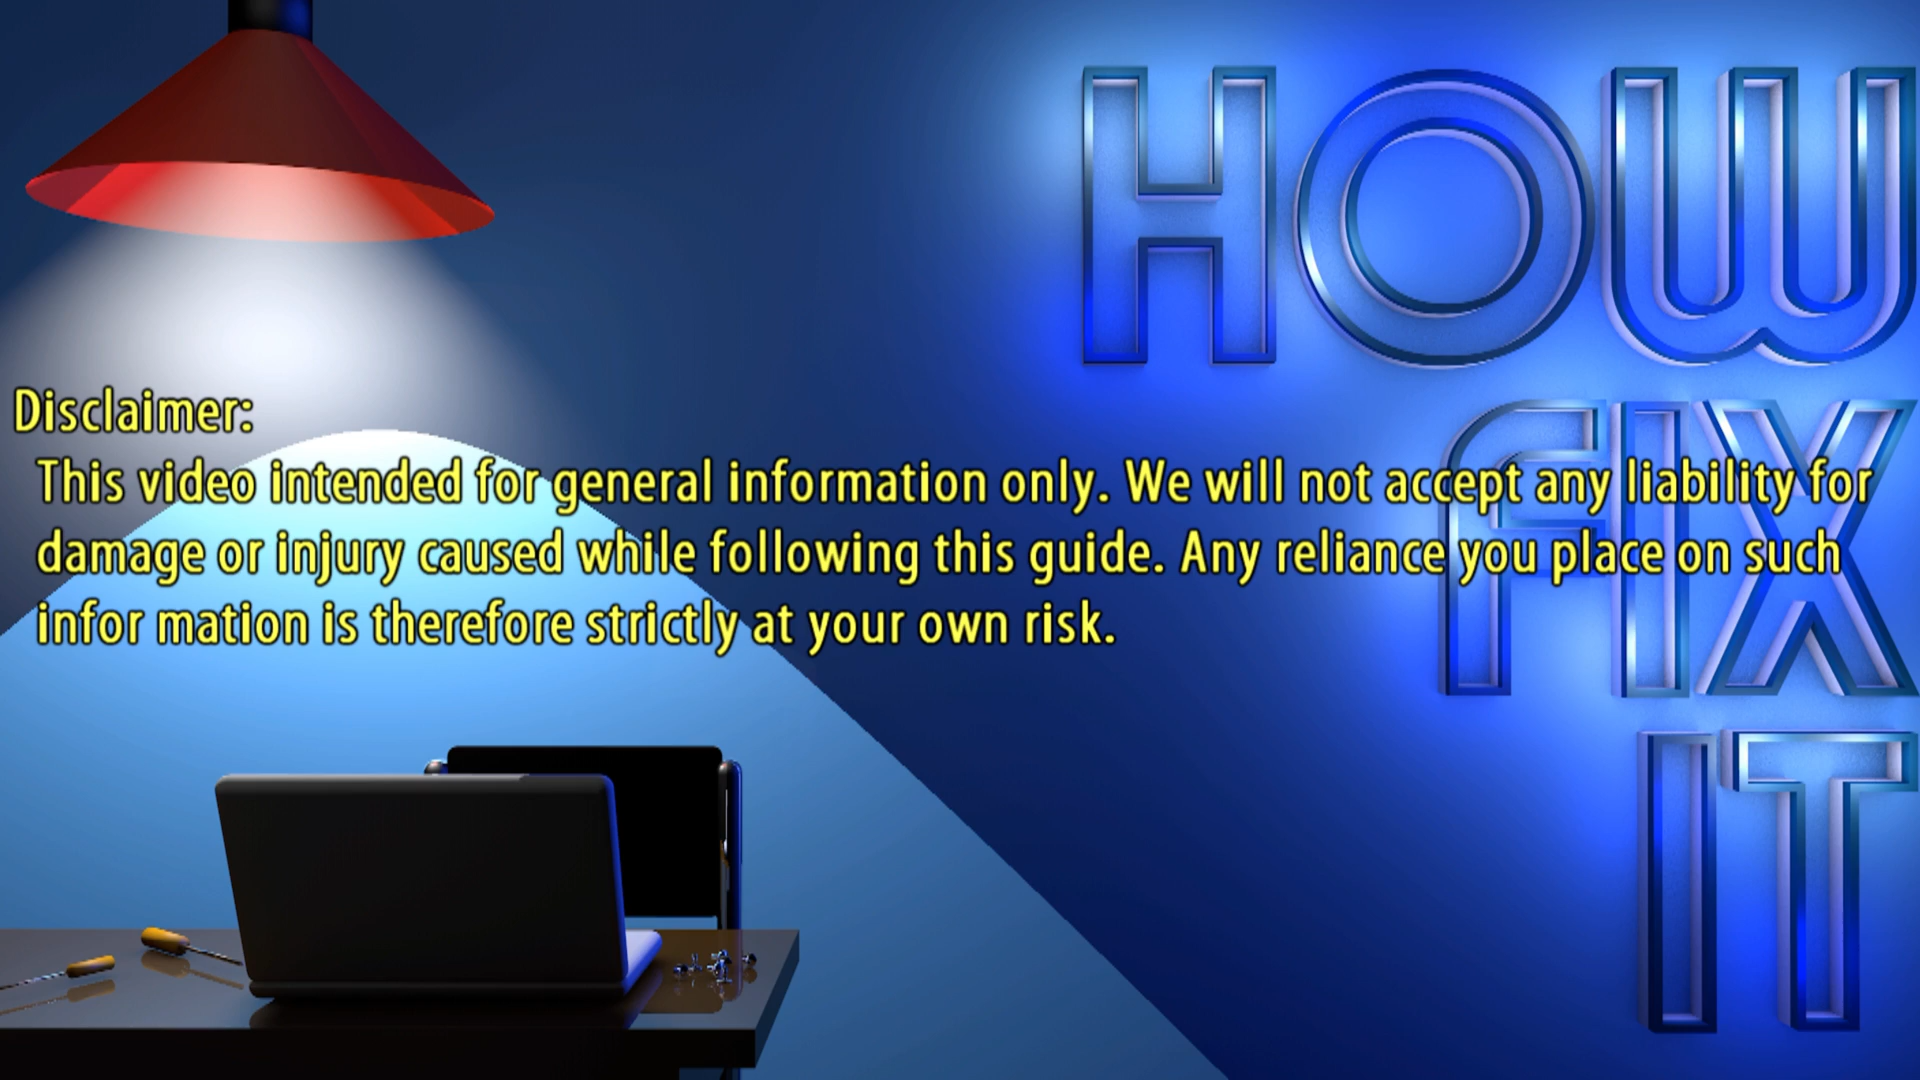 HOW
FIX
IT
Disclaimer:
This video intended for general information only. We will not accept any liability for
damage or injury caused while following this guide. Any reliance you place on such
infor mation is therefore strictly at your own risk.